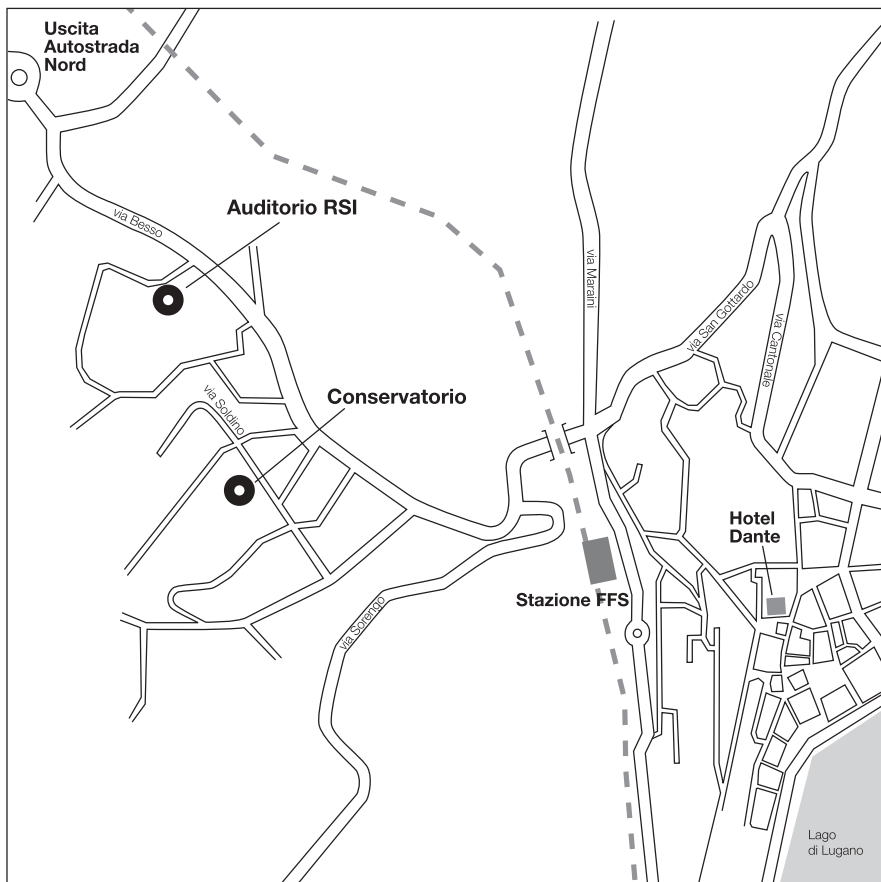 Uscita
Autostrada
Nord
Auditorio RSI
via Besso
via Maraini
via San Gottardo
via Cantonale
via Soldino
Conservatorio
Hotel
Dante
Stazione FFS
via Sorengo
Lago
di Lugano